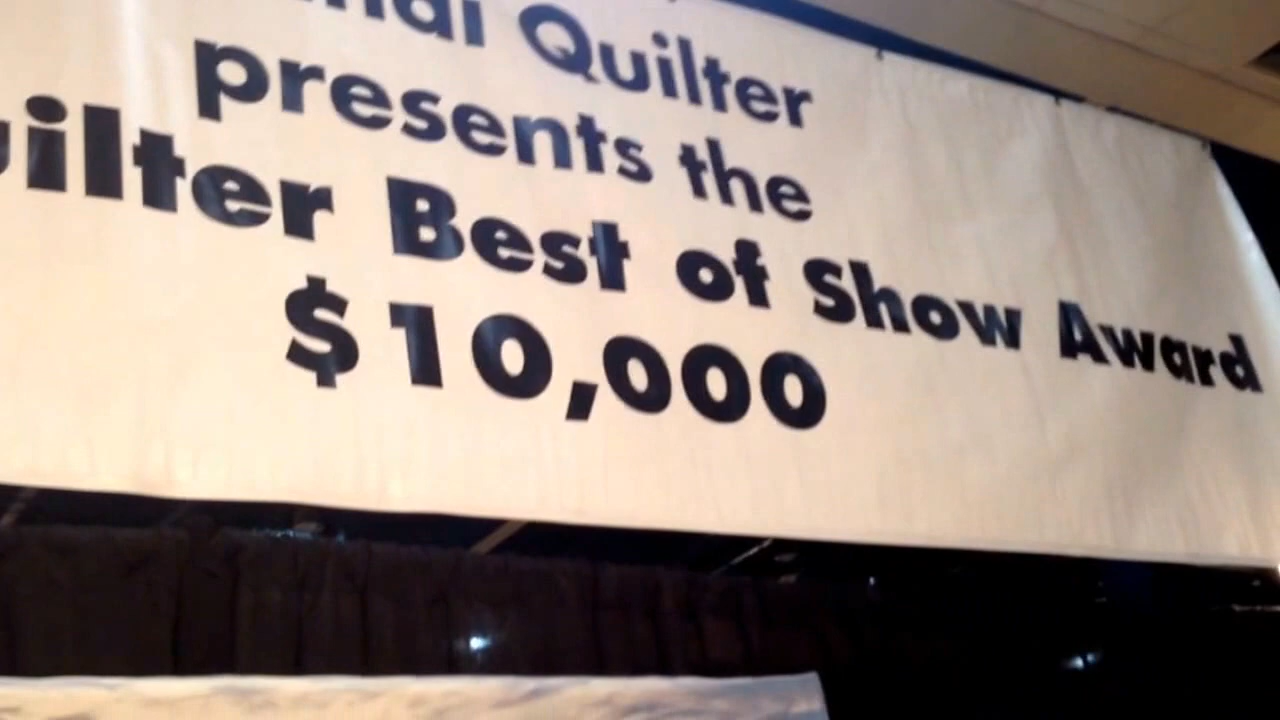 Quilter
presents the
Best of Show Award
$10,000